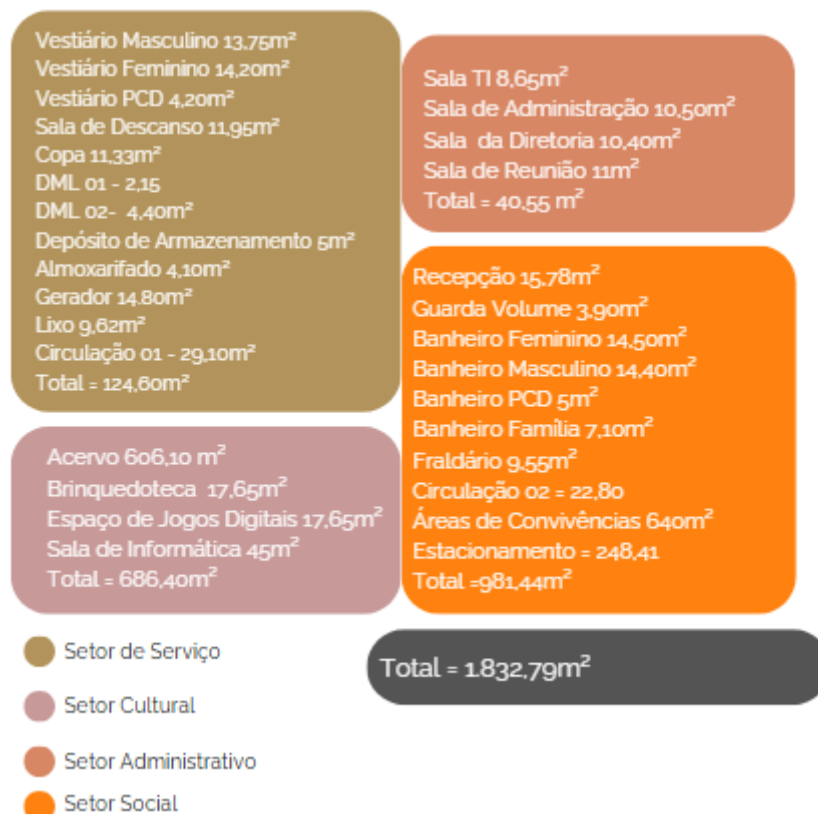 Vestiário Masculino 13,75m²
Vestiário Feminino 14,20m²
Vestiário PCD 4,20m²
Sala de Descanso 11,95m²
Copa 11,33m²
DML 01 - 2,15
DML 02- 4,40m²
Depósito de Armazenamento 5m²
Almoxarifado 4,10m²
Gerador 14.80m²
Lixo 9,62m²
Circulação 01 - 29,10m²
Total = 124,60m²
Sala TI 8,65m²
Sala de Administração 10,50m²
Sala da Diretoria 10,40m²
Sala de Reunião 11m²
Total = 40,55 m²
Recepção 15,78m²
Guarda Volume 3,90m²
Banheiro Feminino 14,50m²
Banheiro Masculino 14,40m²
Banheiro PCD 5m²
Banheiro Família 7,10m²
Fraldário 9,55m²
Circulação 02 = 22,80
Áreas de Convivências 640m²
Estacionamento = 248,41
Total =981,44m²
Acervo 606,10 m²
Brinquedoteca 17,65m²
Espaço de Jogos Digitais 17,65m²
Sala de Informática 45m²
Total = 686,40m²
Setor de Serviço
Setor Cultural
Setor Administrativo
Setor Social
Total = 1.832,79m²